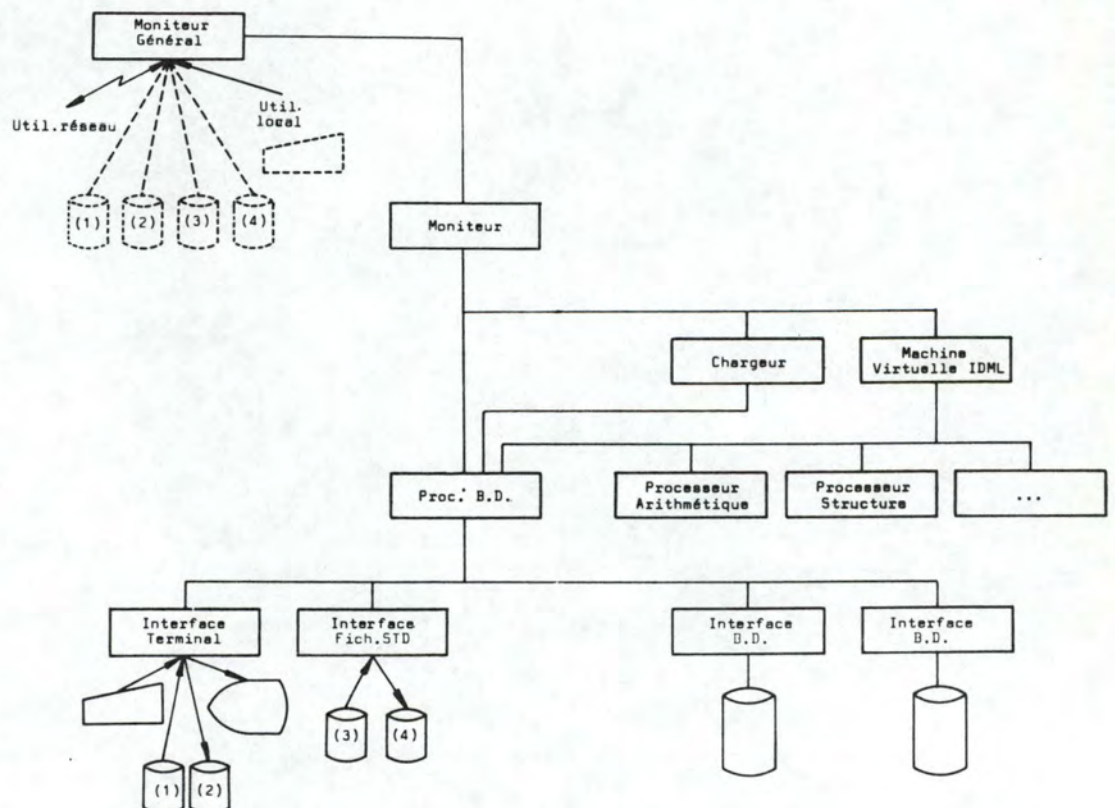 Moniteur
Général
Util.réseau
Util.
local
(1)
(2)
(3)
(4)
Moniteur
Chargeur
Machine
Virtuelle IDML
Proc. B.D.
Processeur
Arithmétique
Processeur
Structure
...
Interface
Terminal
Interface
Fich.STD
Interface
B.D.
Interface
B.D.
(3)
(4)
(1)
(2)